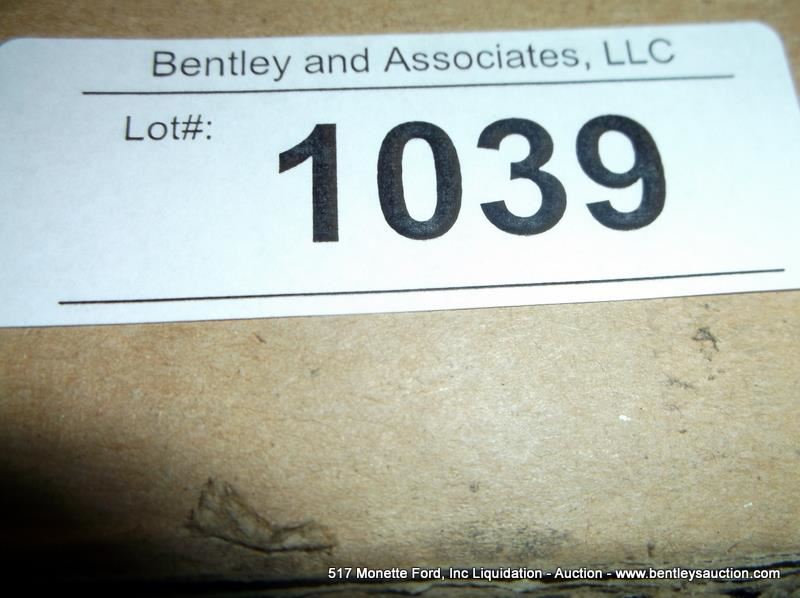 Bentley and Associates, LLC
Lot#:
1039
517 Monette Ford, Inc Liquidation - Auction - www.bentleysauction.com